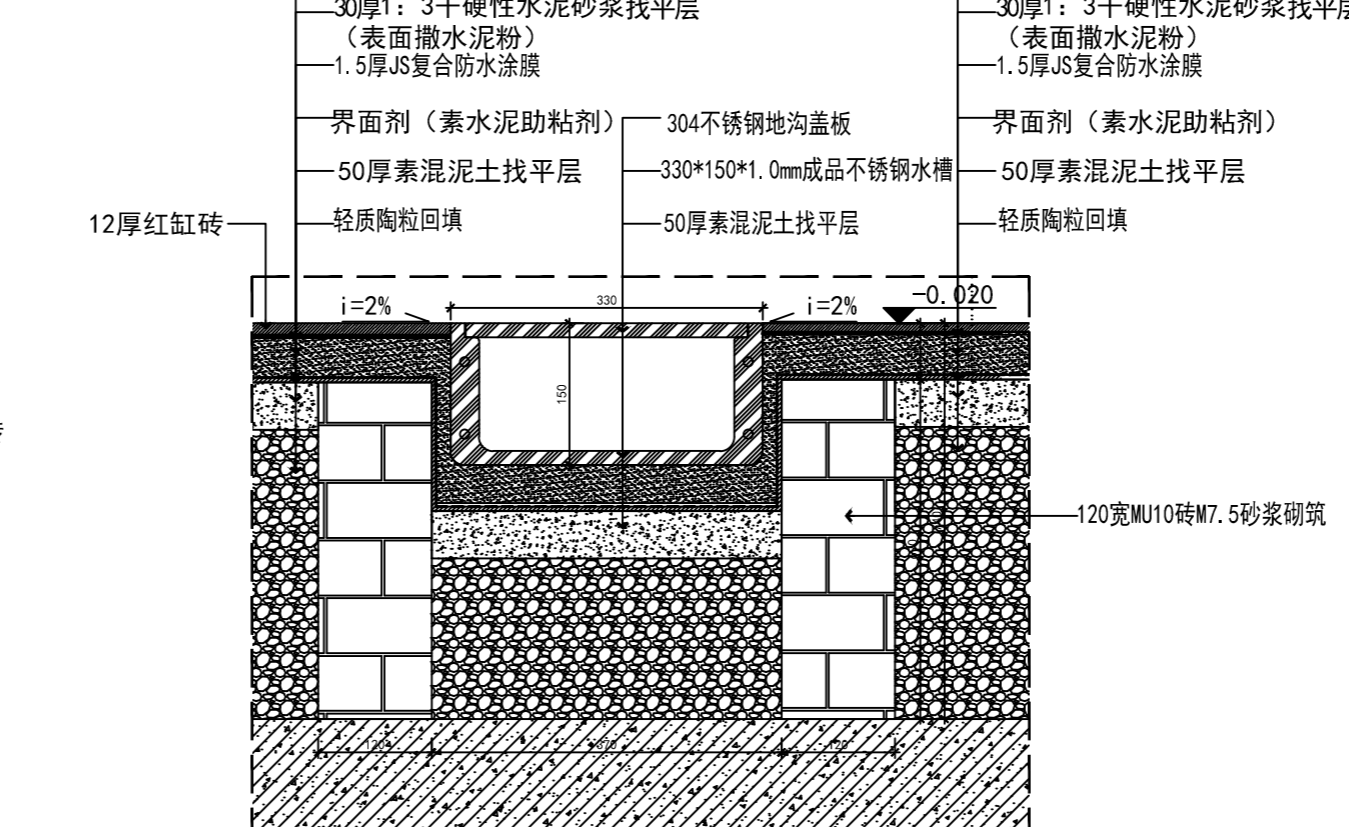 30厚1：3干硬性水泥砂浆找平层
（表面撒水泥粉）
1.5厚JS复合防水涂膜
界面剂（素水泥助粘剂）
50厚素混泥土找平层
轻质陶粒回填
12厚红缸砖
304不锈钢地沟盖板
330*150*1.0mm成品不锈钢水槽
50厚素混泥土找平层
30厚1：3干硬性水泥砂浆找平层
（表面撒水泥粉）
1.5厚JS复合防水涂膜
界面剂（素水泥助粘剂）
50厚素混泥土找平层
轻质陶粒回填
i=2%
330
i=2%
-0.020
150
120宽MU10砖M7.5砂浆砌筑
120
370
120